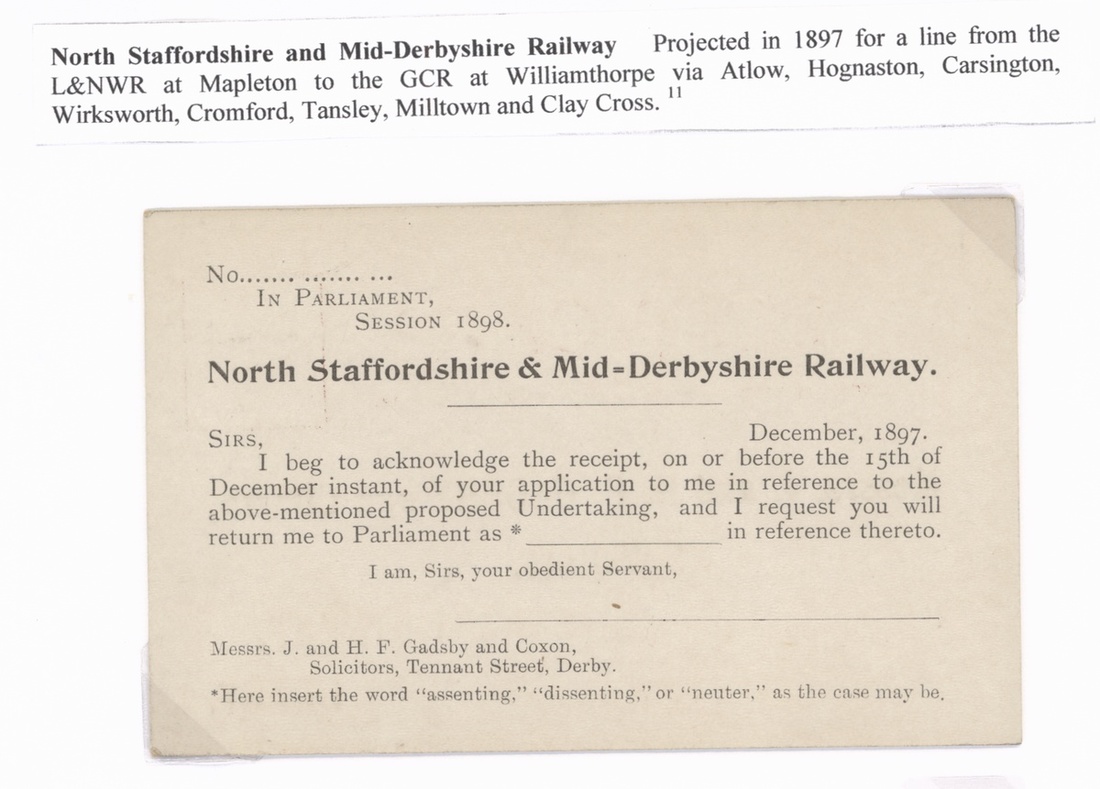 North Staffordshire and Mid-Derbyshire Railway Projected in 1897 for a line from the
L&NWR at Mapleton to the GCR at Williamthorpe via Atlow, Hognaston, Carsington,
Wirksworth, Cromford, Tansley, Milltown and Clay Cross. 11
No....... ....... ...
IN PARLIAMENT,
SESSION 1898.
North Staffordshire & Mid=Derbyshire Railway.
SIRS, December, 1897.
I beg to acknowledge the receipt, on or before the 15th of
December instant, of your application to me in reference to the
above-mentioned proposed Undertaking, and I request you will
return me to Parliament as * ____________ in reference thereto.
I am, Sirs, your obedient Servant,
Messrs. J. and H. F. Gadsby and Coxon,
Solicitors, Tennant Street, Derby.
*Here insert the word “assenting,” “dissenting,” or “neuter,” as the case may be.